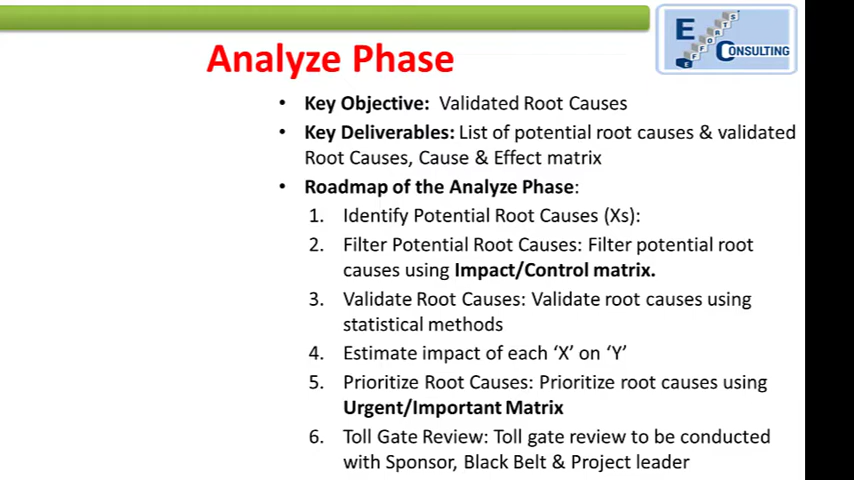 EFFORTS
CONSULTING
Analyze Phase
• Key Objective: Validated Root Causes
• Key Deliverables: List of potential root causes & validated
Root Causes, Cause & Effect matrix
• Roadmap of the Analyze Phase:
1. Identify Potential Root Causes (Xs):
2. Filter Potential Root Causes: Filter potential root
causes using Impact/Control matrix.
3. Validate Root Causes: Validate root causes using
statistical methods
4. Estimate impact of each ‘X’ on ‘Y’
5. Prioritize Root Causes: Prioritize root causes using
Urgent/Important Matrix
6. Toll Gate Review: Toll gate review to be conducted
with Sponsor, Black Belt & Project leader